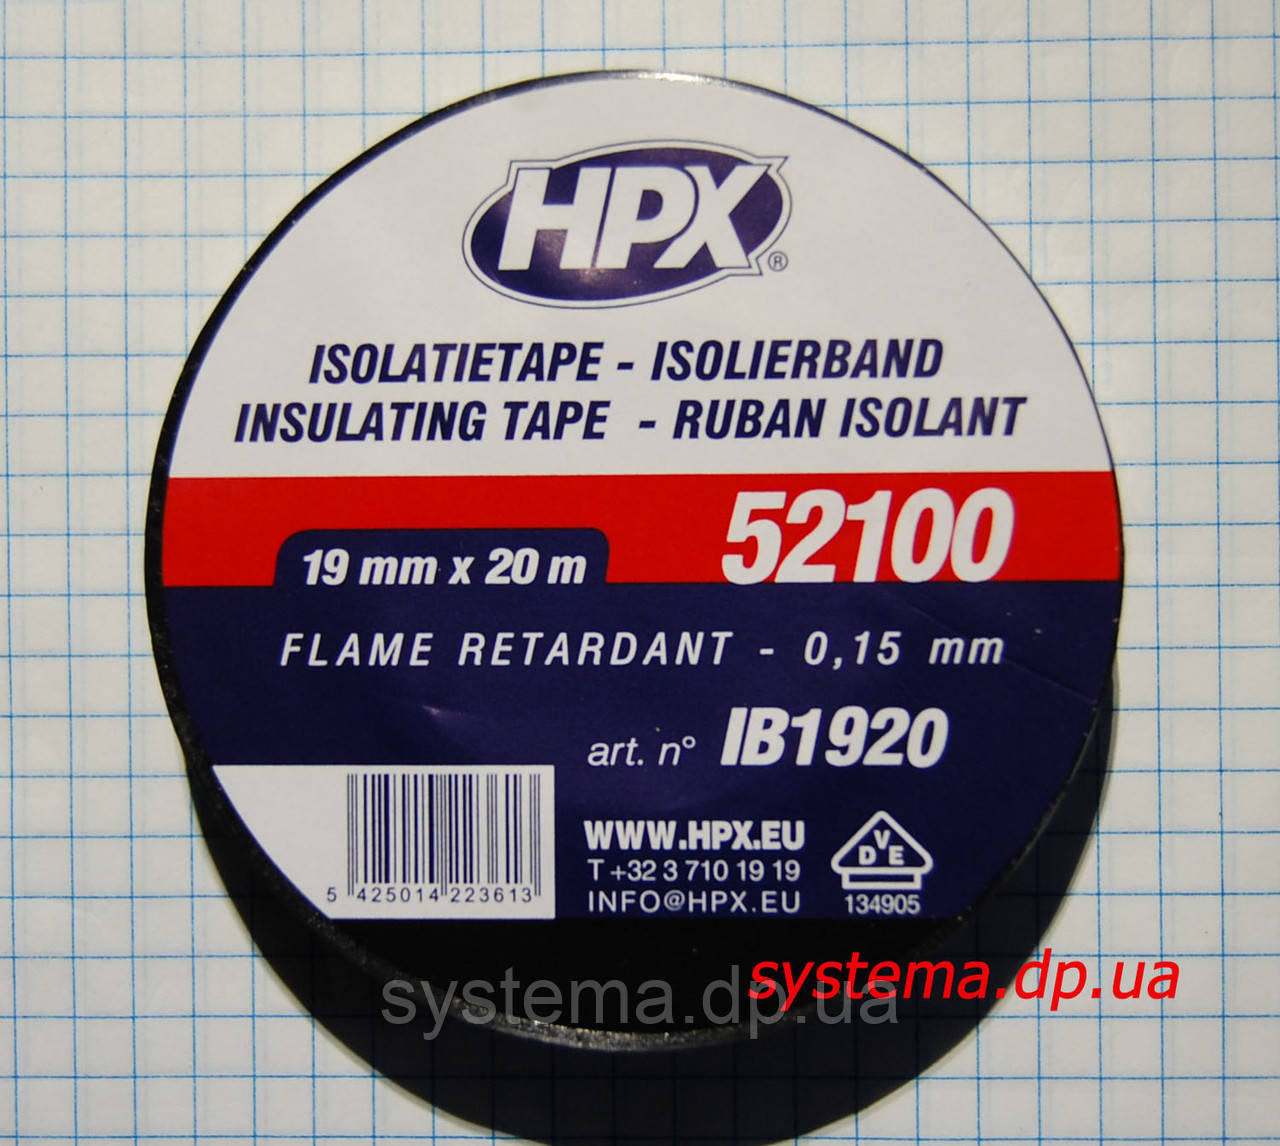 HPX®
ISOLATIETAPE - ISOLIERBAND
INSULATING TAPE - RUBAN ISOLANT
52100
19 mm x 20 m
FLAME RETARDANT - 0,15 mm
art. n° IB1920
5 425014 223613
WWW.HPX.EU
T +32 3 710 19 19
INFO@HPX.EU
VDE
134905
systema.dp.ua
systema.dp.ua